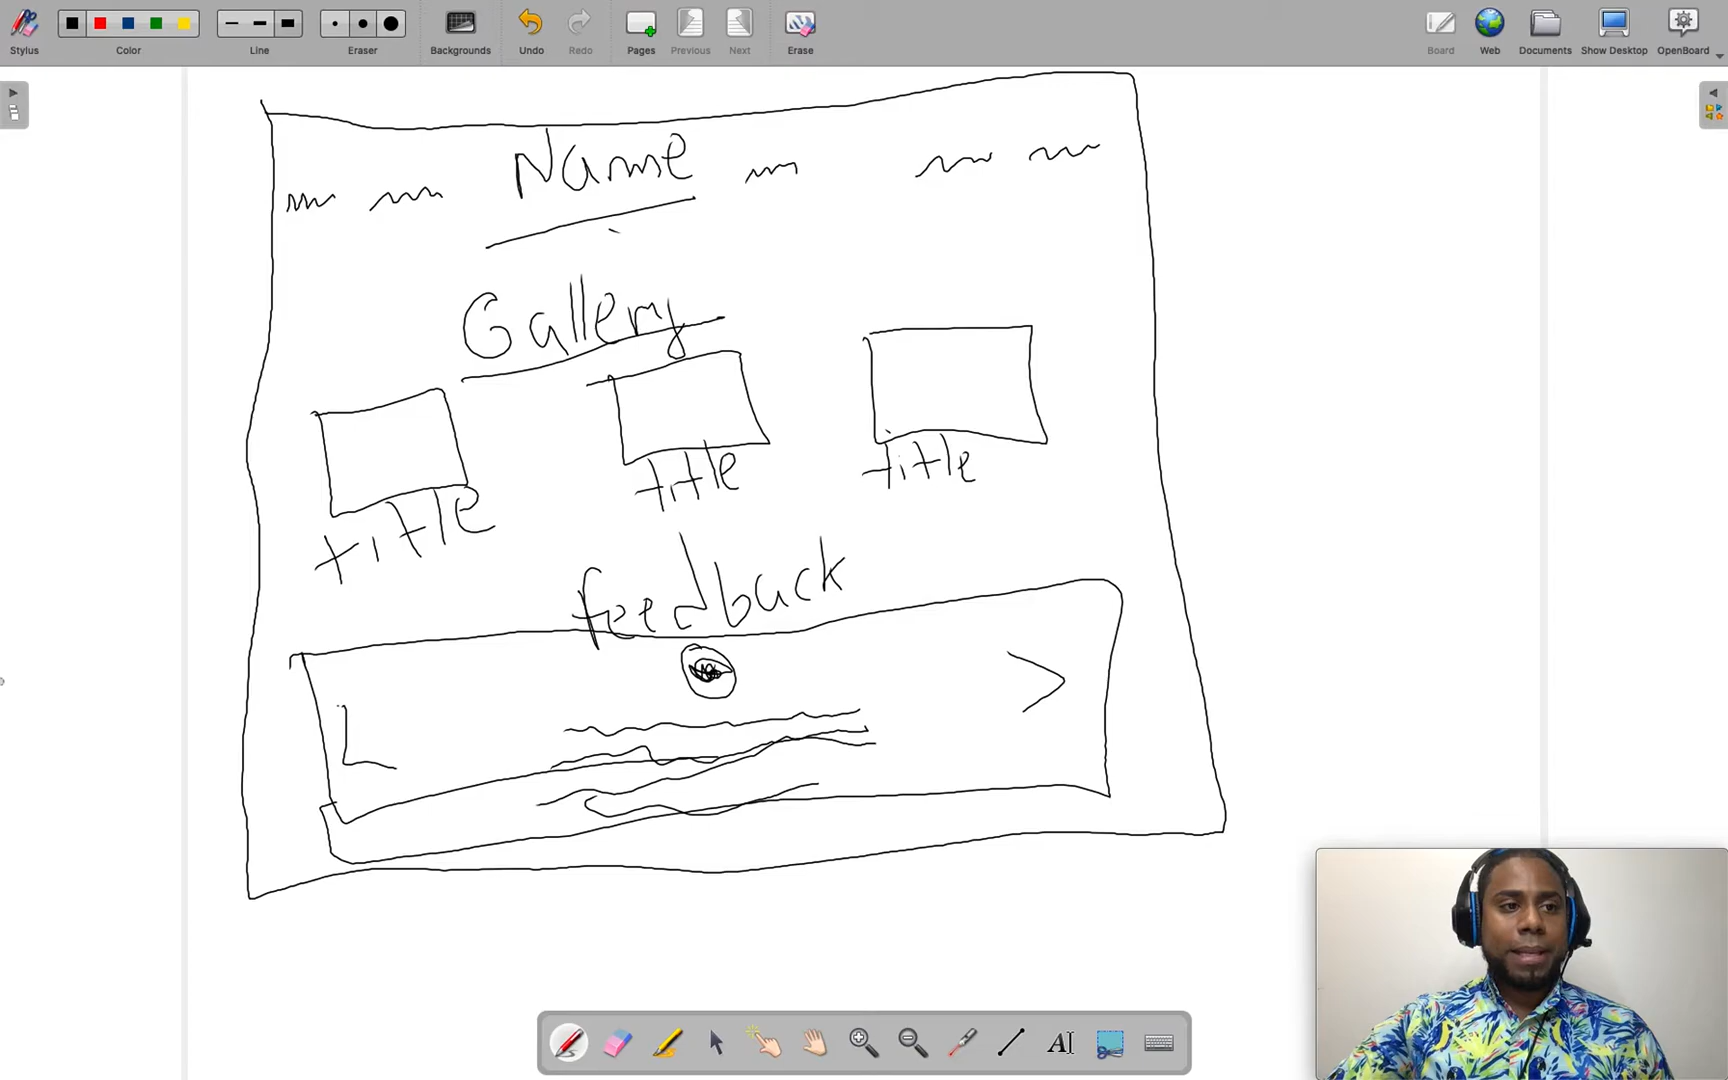 Stylus
Color
Line
Eraser
Backgrounds
Undo
Redo
Pages
Previous
Next
Erase
Board
Web
Documents
Show Desktop
OpenBoard
Name
Gallery
title
title
title
feedback
AI